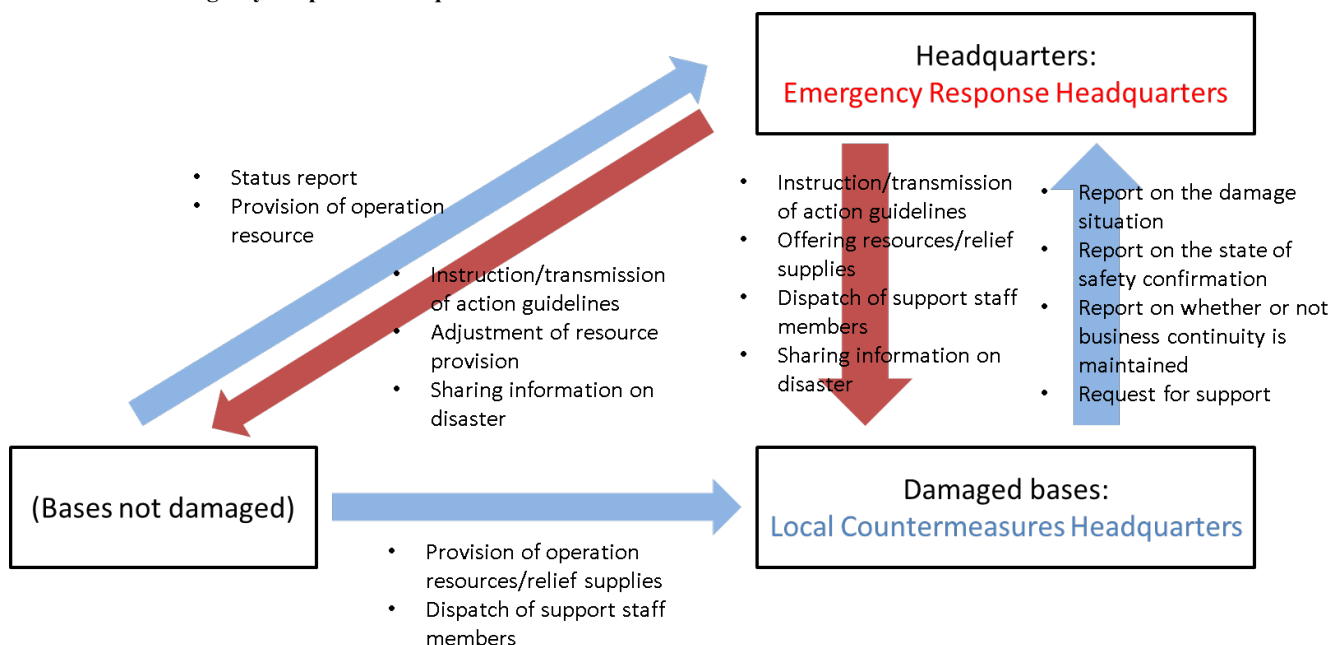 Headquarters:
Emergency Response Headquarters
• Status report
• Provision of operation
resource
• Instruction/transmission
of action guidelines
• Adjustment of resource
provision
• Sharing information on
disaster
• Instruction/transmission
of action guidelines
• Offering resources/relief
supplies
• Dispatch of support staff
members
• Sharing information on
disaster
• Report on the damage
situation
• Report on the state of
safety confirmation
• Report on whether or not
business continuity is
maintained
• Request for support
(Bases not damaged)
Damaged bases:
Local Countermeasures Headquarters
• Provision of operation
resources/relief supplies
• Dispatch of support staff
members